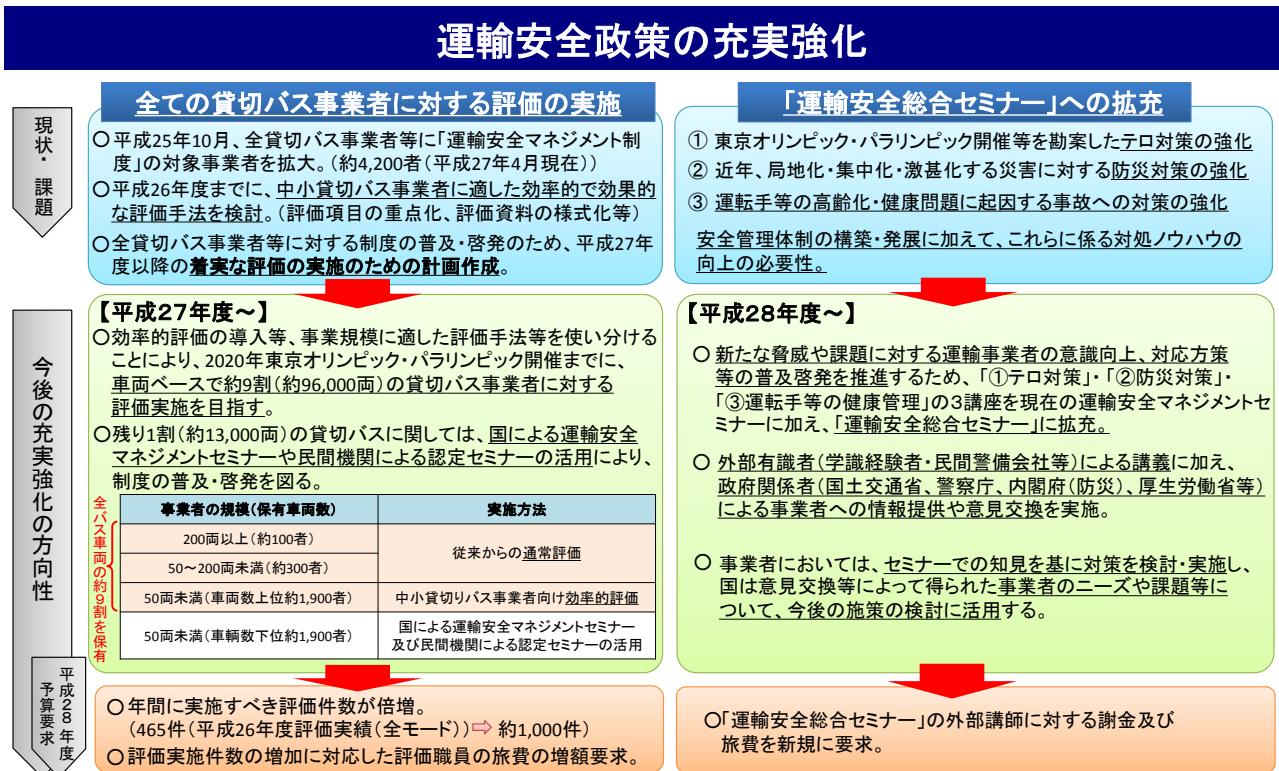 運輸安全政策の充実強化
現状・課題
全ての貸切バス事業者に対する評価の実施
○平成25年10月、全貸切バス事業者等に「運輸安全マネジメント制
度」の対象事業者を拡大。（約4,200者（平成27年4月現在））
○平成26年度までに、中小貸切バス事業者に適した効率的で効果的
な評価手法を検討。（評価項目の重点化、評価資料の様式化等）
○全貸切バス事業者等に対する制度の普及・啓発のため、平成27年
度以降の着実な評価の実施のための計画作成。
「運輸安全総合セミナー」への拡充
① 東京オリンピック・パラリンピック開催等を勘案したテロ対策の強化
② 近年、局地化・集中化・激甚化する災害に対する防災対策の強化
③ 運転手等の高齢化・健康問題に起因する事故への対策の強化
安全管理体制の構築・発展に加えて、これらに係る対処ノウハウの
向上の必要性。
今後の充実強化の方向性
【平成27年度～】
○効率的評価の導入等、事業規模に適した評価手法等を使い分ける
ことにより、2020年東京オリンピック・パラリンピック開催までに、
車両ベースで約9割（約96,000両）の貸切バス事業者に対する
評価実施を目指す。
○残り1割（約13,000両）の貸切バスに関しては、国による運輸安全
マネジメントセミナーや民間機関による認定セミナーの活用により、
制度の普及・啓発を図る。
全バス車両の約9割を保有
事業者の規模（保有車両数） 実施方法
200両以上（約100者） 従来からの通常評価
50～200両未満（約300者）
50両未満（車両数上位約1,900者） 中小貸切りバス事業者向け効率的評価
50両未満（車輌数下位約1,900者） 国による運輸安全マネジメントセミナー
及び民間機関による認定セミナーの活用
【平成28年度～】
○ 新たな脅威や課題に対する運輸事業者の意識向上、対応方策
等の普及啓発を推進するため、「①テロ対策」・「②防災対策」・
「③運転手等の健康管理」の3講座を現在の運輸安全マネジメントセ
ミナーに加え、「運輸安全総合セミナー」に拡充。
○ 外部有識者（学識経験者・民間警備会社等）による講義に加え、
政府関係者（国土交通省、警察庁、内閣府（防災）、厚生労働省等）
による事業者への情報提供や意見交換を実施。
○ 事業者においては、セミナーでの知見を基に対策を検討・実施し、
国は意見交換等によって得られた事業者のニーズや課題等に
ついて、今後の施策の検討に活用する。
平成28年度
予算要求
○年間に実施すべき評価件数が倍増。
（465件（平成26年度評価実績（全モード））⇨ 約1,000件）
○評価実施件数の増加に対応した評価職員の旅費の増額要求。
○「運輸安全総合セミナー」の外部講師に対する謝金及び
旅費を新規に要求。